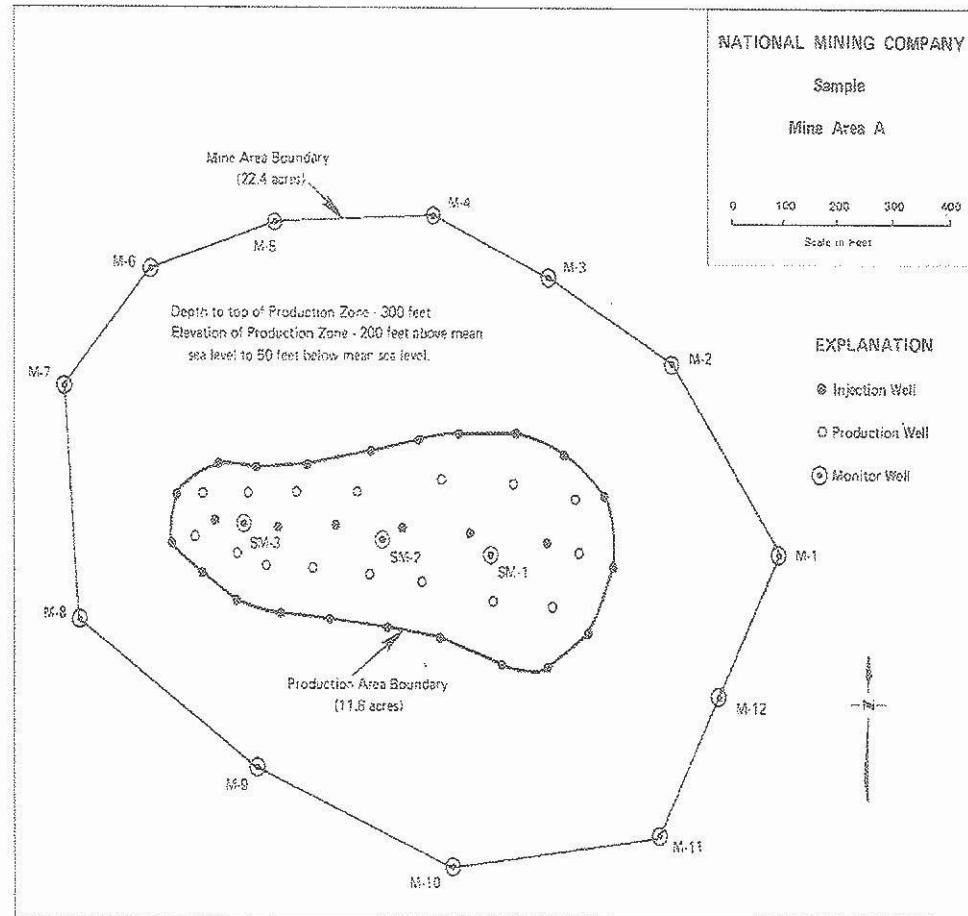 NATIONAL MINING COMPANY
Sample
Mine Area A
0 100 200 300 400
Scale in Feet
Mine Area Boundary
(22.4 acres)
M-4
M-5
M-6
M-3
Depth to top of Production Zone - 300 feet
Elevation of Production Zone - 200 feet above mean
sea level to 50 feet below mean sea level.
M-2
M-7
EXPLANATION
Injection Well
Production Well
Monitor Well
SM-3
SM-2
SM-1
M-1
M-8
Production Area Boundary
(11.6 acres)
M-12
N
M-9
M-11
M-10